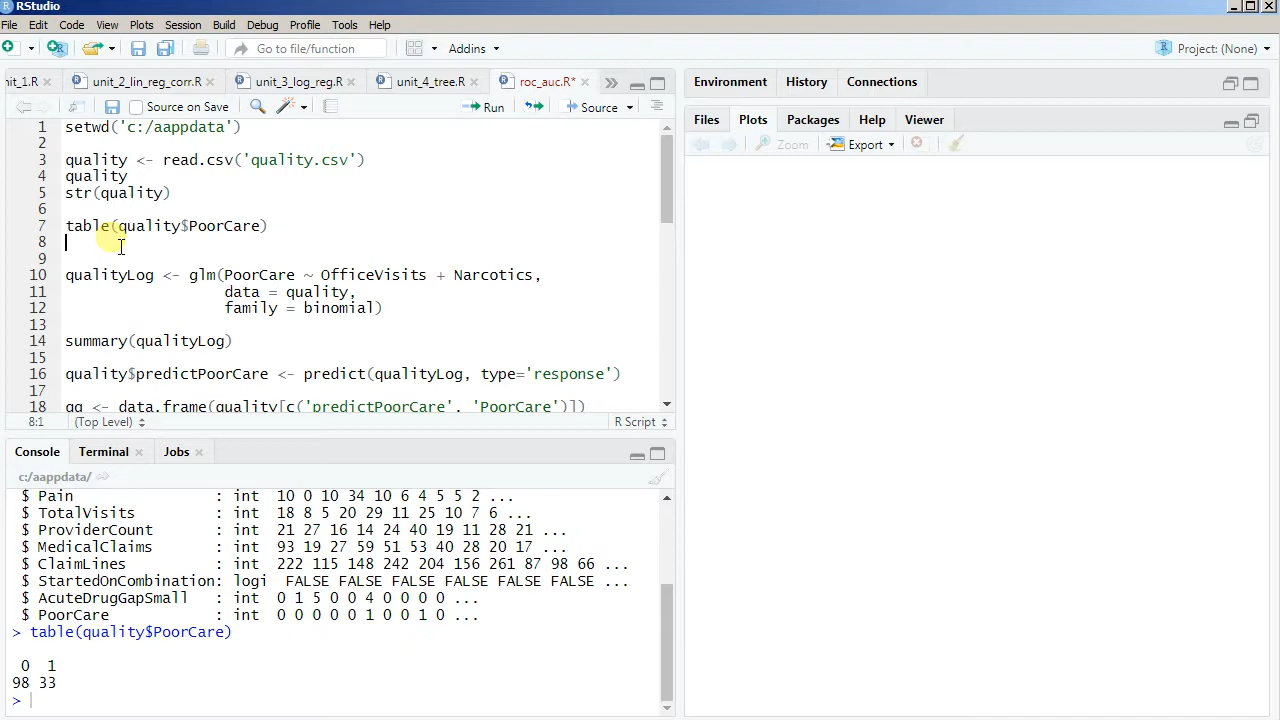 RStudio
File Edit Code View Plots Session Build Debug Profile Tools Help
Go to file/function Addins Project: (None)
nit_1.R unit_2_lin_reg_corr.R unit_3_log_reg.R unit_4_tree.R roc_auc.R*
Source on Save Run Source
1 setwd('c:/aappdata')
2
3 quality <- read.csv('quality.csv')
4 quality
5 str(quality)
6
7 table(quality$PoorCare)
8
9
10 qualityLog <- glm(PoorCare ~ OfficeVisits + Narcotics,
11 data = quality,
12 family = binomial)
13
14 summary(qualityLog)
15
16 quality$predictPoorCare <- predict(qualityLog, type='response')
17
18 qq <- data.frame(quality[c('predictPoorCare', 'PoorCare')])
8:1 (Top Level) R Script
Console Terminal Jobs
c:/aappdata/
$ Pain : int 10 0 10 34 10 6 4 5 5 2 ...
$ TotalVisits : int 18 8 5 20 29 11 25 10 7 6 ...
$ ProviderCount : int 21 27 16 14 24 40 19 11 28 21 ...
$ MedicalClaims : int 93 19 27 59 51 53 40 28 20 17 ...
$ ClaimLines : int 222 115 148 242 204 156 261 87 98 66 ...
$ StartedOnCombination: logi FALSE FALSE FALSE FALSE FALSE FALSE ...
$ AcuteDrugGapSmall : int 0 1 5 0 0 4 0 0 0 0 ...
$ PoorCare : int 0 0 0 0 0 1 0 0 1 0 ...
> table(quality$PoorCare)
0 1
98 33
>
Environment History Connections
Files Plots Packages Help Viewer
Zoom Export